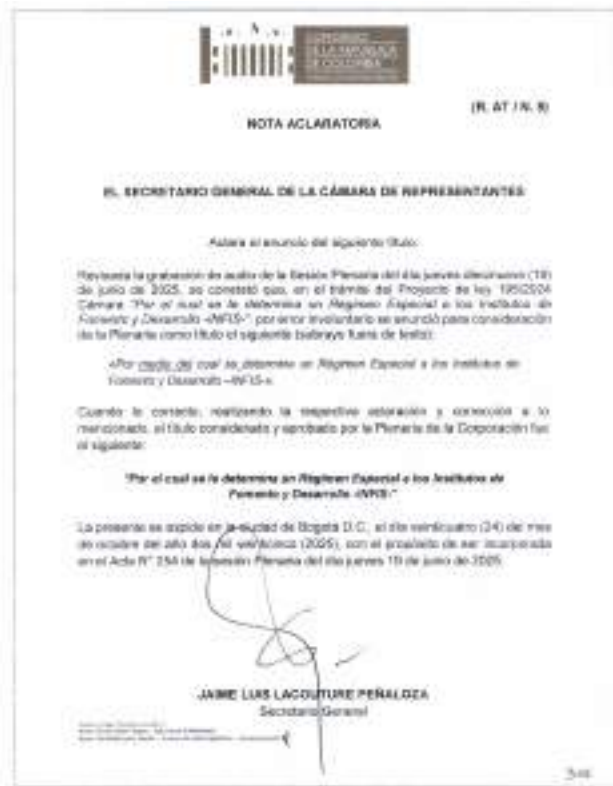 CONGRESO
DE LA REPÚBLICA
DE COLOMBIA
(R. AT / N. 9)
NOTA ACLARATORIA
EL SECRETARIO GENERAL DE LA CÁMARA DE REPRESENTANTES
Aclara el anuncio del siguiente título:
Revisada la grabación de audio de la Sesión Plenaria del día jueves diecinueve (19)
de junio de 2025, se constató que, en el trámite del Proyecto de ley 195/2024
Cámara "Por el cual se le determina un Régimen Especial a los Institutos de
Fomento y Desarrollo -INFIS-", por error involuntario se anunció para consideración
de la Plenaria como título el siguiente (subraya fuera de texto):
«Por medio del cual se determina un Régimen Especial a los Institutos de
Fomento y Desarrollo –INFIS-».
Cuando lo correcto, realizando la respectiva aclaración y corrección a lo
mencionado, el título considerado y aprobado por la Plenaria de la Corporación fue
el siguiente:
"Por el cual se le determina un Régimen Especial a los Institutos de
Fomento y Desarrollo -INFIS-"
La presente se expide en la ciudad de Bogotá D.C., el día veinticuatro (24) del mes
de octubre del año dos mil veinticinco (2025), con el propósito de ser incorporada
en el Acta N° 254 de la sesión Plenaria del día jueves 19 de junio de 2025.
JAIME LUIS LACOUTURE PEÑALOZA
Secretario General